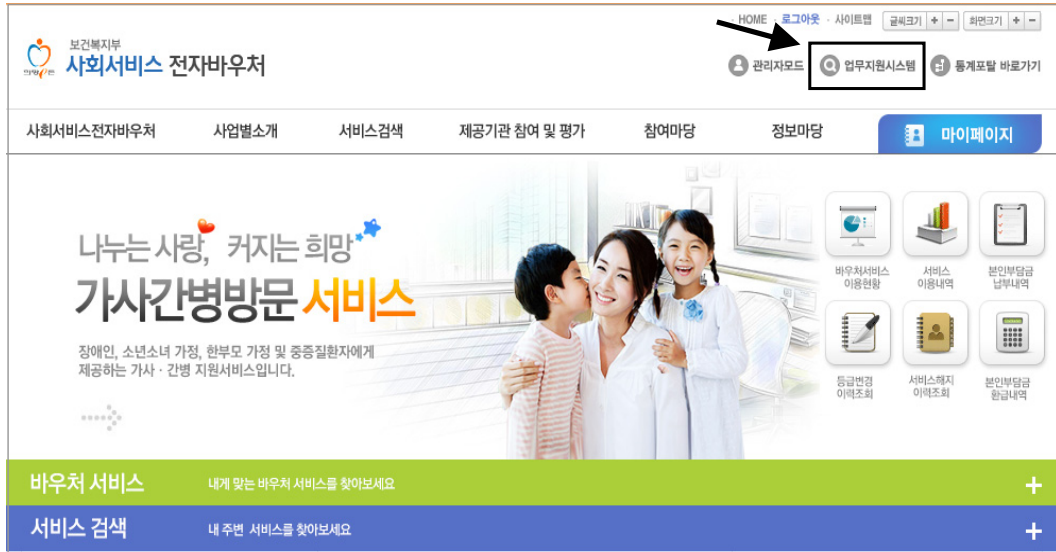 · HOME · 로그아웃 · 사이트맵 글씨크기 + - 화면크기 + -
보건복지부
사회서비스 전자바우처
관리자모드 업무지원시스템 통계포탈 바로가기
사회서비스전자바우처 사업별소개 서비스검색 제공기관 참여 및 평가 참여마당 정보마당 마이페이지
나누는 사랑, 커지는 희망
가사간병방문 서비스
장애인, 소년소녀 가정, 한부모 가정 및 중증질환자에게
제공하는 가사 · 간병 지원서비스입니다.
바우처서비스
이용현황
서비스
이용내역
본인부담금
납부내역
등급변경
이력조회
서비스해지
이력조회
본인부담금
환급내역
바우처 서비스 내게 맞는 바우처 서비스를 찾아보세요 +
서비스 검색 내 주변 서비스를 찾아보세요 +